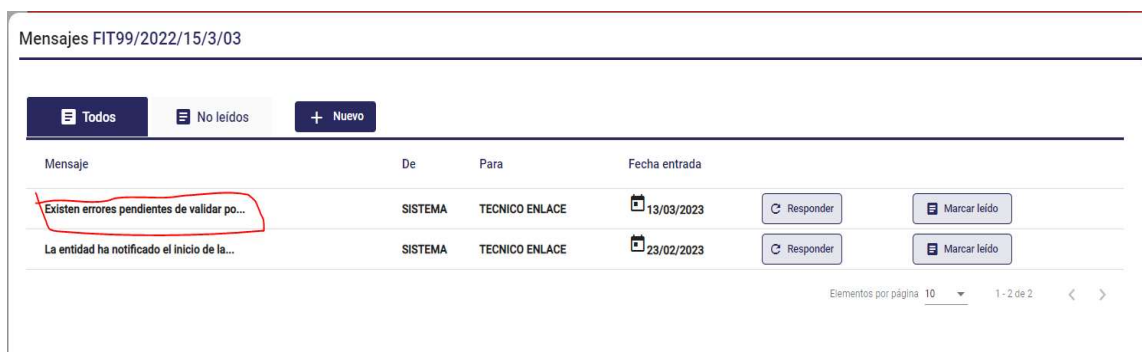 Mensajes FIT99/2022/15/3/03
Todos No leídos + Nuevo
Mensaje De Para Fecha entrada
Existen errores pendientes de validar po... SISTEMA TECNICO ENLACE 13/03/2023 Responder Marcar leído
La entidad ha notificado el inicio de la... SISTEMA TECNICO ENLACE 23/02/2023 Responder Marcar leído
Elementos por página 10 1 - 2 de 2